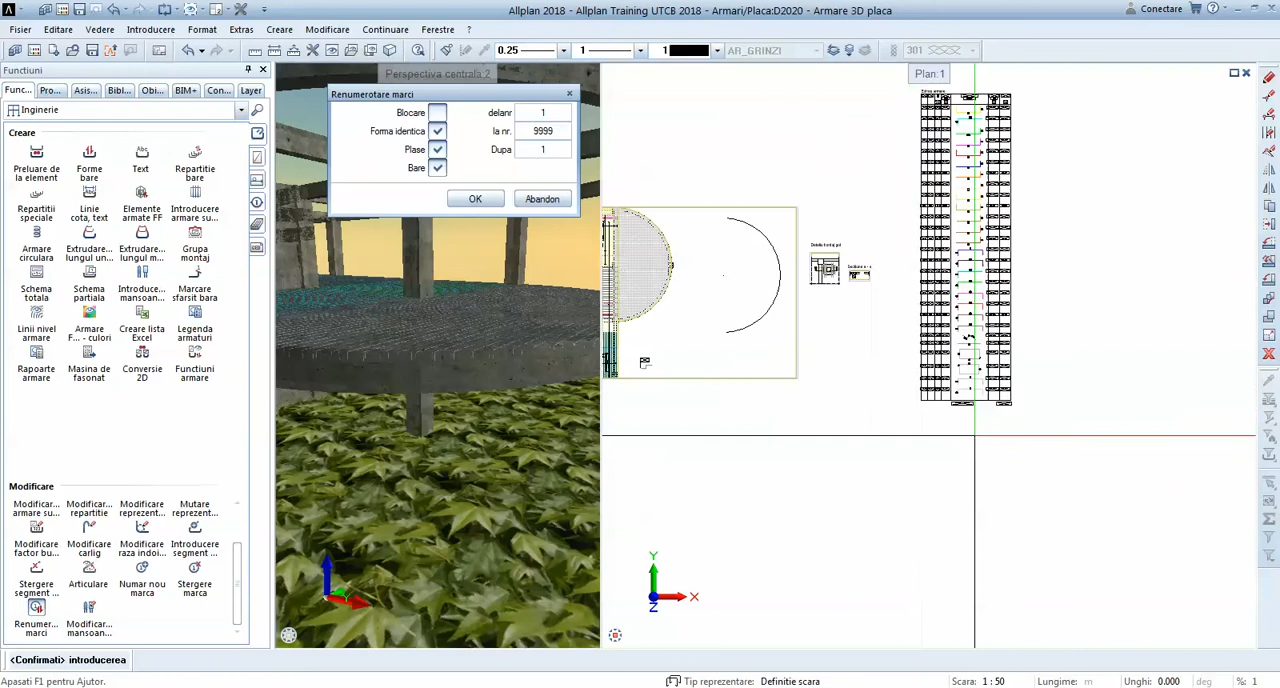 Allplan 2018 - Allplan Training UTCB - Armari/Placa:D2020 - Armare 3D placa
Conectare
Fisier Editare Vedere Introducere Format Extras Creare Modificare Continuare Ferestre ?
0.25 1 1 AR_GRINZI 301
Functiuni
Perspectiva centrala 2
Plan:1
Func... Pro... Asis... Bibl... Obi... BIM+ Con... Layer
Inginerie
Renumerotare marci
Blocare delanr 1
Forma identica la nr. 9999
Plase Dupa 1
Bare
OK Abandon
Creare
Preluare de la element
Forme bare
Text
Repartitie bare
Repartitii speciale
Linie cota, text
Elemente armare FF
Introducere armare su...
Armare circulara
Extrudare... lungul un...
Extrudare... lungul m...
Grupa montaj
Schema totala
Schema partiala
Introduce... mansoan...
Marcare sfarsit bara
Linii nivel armare
Armare F... - culori
Creare lista Excel
Legenda armaturi
Rapoarte armare
Masina de fasonat
Conversie 2D
Functiuni armare
Modificare
Modificar... armare su...
Modificar... repartitie
Modificar... reprezent...
Mutare reprezent...
Modificare factor bu...
Modificare carlig
Modificare raza indoi...
Introducere segment ...
Stergere segment ...
Articulare
Numar nou marca
Stergere marca
Renumer... marci
Modificar... mansoan...
Y
X
Z
<Confirmati> introducerea
Apasati F1 pentru Ajutor.
Tip reprezentare: Definitie scara
Scara: 1 : 50
Lungime: m
Unghi: 0.000 deg
%: 1